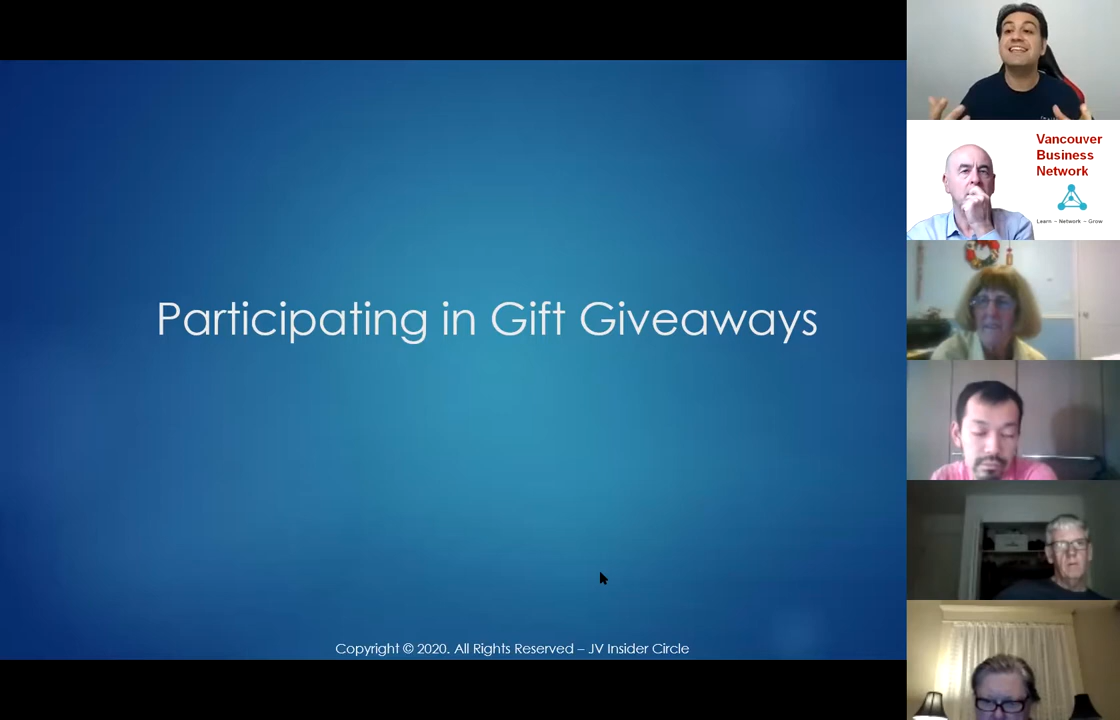 Participating in Gift Giveaways
Copyright © 2020. All Rights Reserved – JV Insider Circle
Vancouver
Business
Network
Learn – Network – Grow